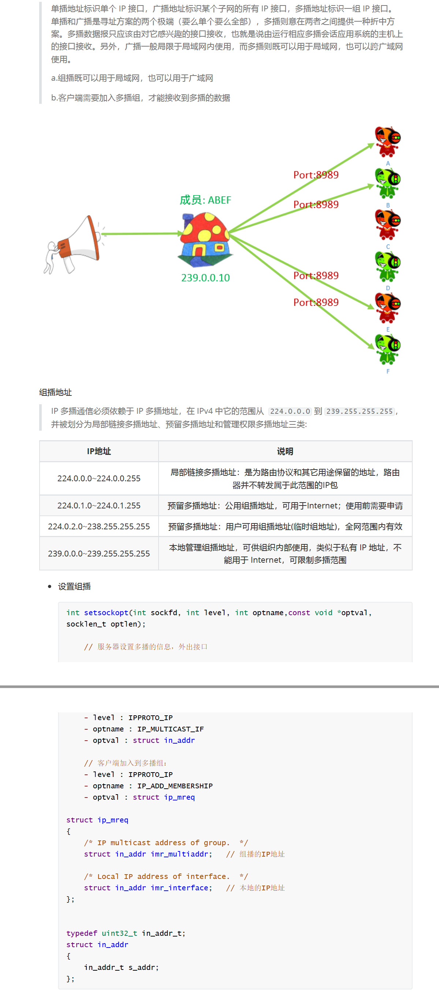 单播地址标识单个 IP 接口，广播地址标识某个子网的所有 IP 接口，多播地址标识一组 IP 接口。
单播和广播是寻址方案的两个极端（要么单个要么全部），多播则意在两者之间提供一种折中方
案。多播数据报只应该由对它感兴趣的接口接收，也就是说由运行相应多播会话应用系统的主机上
的接口接收。另外，广播一般局限于局域网内使用，而多播则既可以用于局域网，也可以跨广域网
使用。
a.组播既可以用于局域网，也可以用于广域网
b.客户端需要加入多播组，才能接收到多播的数据
A
Port:8989
成员: ABEF
Port:8989
B
C
239.0.0.10
Port:8989
D
Port:8989
E
F
组播地址
IP 多播通信必须依赖于 IP 多播地址，在 IPv4 中它的范围从 224.0.0.0 到 239.255.255.255，
并被划分为局部链接多播地址、预留多播地址和管理权限多播地址三类:
IP地址 说明
224.0.0.0~224.0.0.255 局部链接多播地址：是为路由协议和其它用途保留的地址，路由
器并不转发属于此范围的IP包
224.0.1.0~224.0.1.255 预留多播地址：公用组播地址，可用于Internet；使用前需要申请
224.0.2.0~238.255.255.255 预留多播地址：用户可用组播地址(临时组地址)，全网范围内有效
239.0.0.0~239.255.255.255 本地管理组播地址，可供组织内部使用，类似于私有 IP 地址，不
能用于 Internet，可限制多播范围
• 设置组播
int setsockopt(int sockfd, int level, int optname,const void *optval,
socklen_t optlen);
// 服务器设置多播的信息，外出接口
- level : IPPROTO_IP
- optname : IP_MULTICAST_IF
- optval : struct in_addr
// 客户端加入到多播组：
- level : IPPROTO_IP
- optname : IP_ADD_MEMBERSHIP
- optval : struct ip_mreq
struct ip_mreq
{
/* IP multicast address of group.  */
struct in_addr imr_multiaddr;   // 组播的IP地址
/* Local IP address of interface.  */
struct in_addr imr_interface;   // 本地的IP地址
};
typedef uint32_t in_addr_t;
struct in_addr
{
in_addr_t s_addr;
};